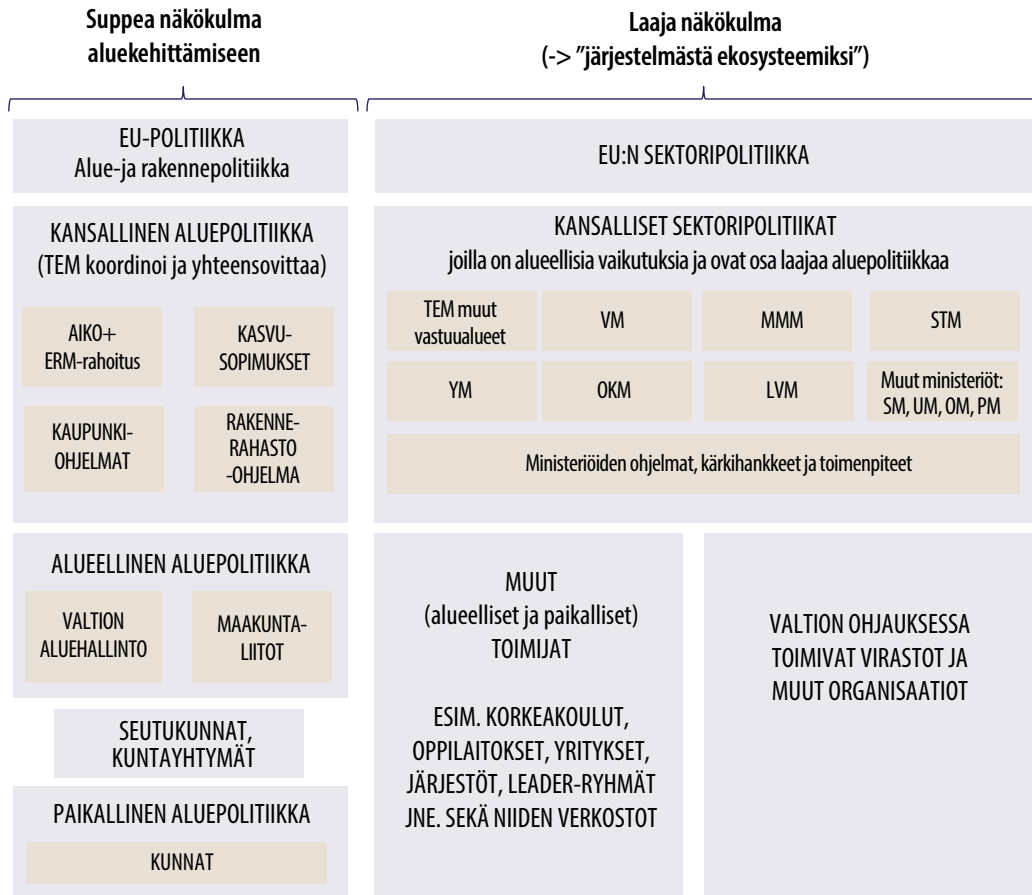 Suppea näkökulma
aluekehittämiseen
EU-POLITIIKKA
Alue-ja rakennepolitiikka
KANSALLINEN ALUEPOLITIIKKA
(TEM koordinoi ja yhteensovittaa)
AIKO+
ERM-rahoitus
KASVU-
SOPIMUKSET
KAUPUNKI-
OHJELMAT
RAKENNE-
RAHASTO
-OHJELMA
ALUEELLINEN ALUEPOLITIIKKA
VALTION
ALUEHALLINTO
MAAKUNTA-
LIITOT
SEUTUKUNNAT,
KUNTAYHTYMÄT
PAIKALLINEN ALUEPOLITIIKKA
KUNNAT
Laaja näkökulma
(-> ”järjestelmästä ekosysteemiksi”)
EU:N SEKTORIPOLITIIKKA
KANSALLISET SEKTORIPOLITIIKAT
joilla on alueellisia vaikutuksia ja ovat osa laajaa aluepolitiikkaa
TEM muut
vastuualueet
VM
MMM
STM
YM
OKM
LVM
Muut ministeriöt:
SM, UM, OM, PM
Ministeriöiden ohjelmat, kärkihankkeet ja toimenpiteet
MUUT
(alueelliset ja paikalliset)
TOIMIJAT
ESIM. KORKEAKOULUT,
OPPILAITOKSET, YRITYKSET,
JÄRJESTÖT, LEADER-RYHMÄT
JNE. SEKÄ NIIDEN VERKOSTOT
VALTION OHJAUKSESSA
TOIMIVAT VIRASTOT JA
MUUT ORGANISAATIOT